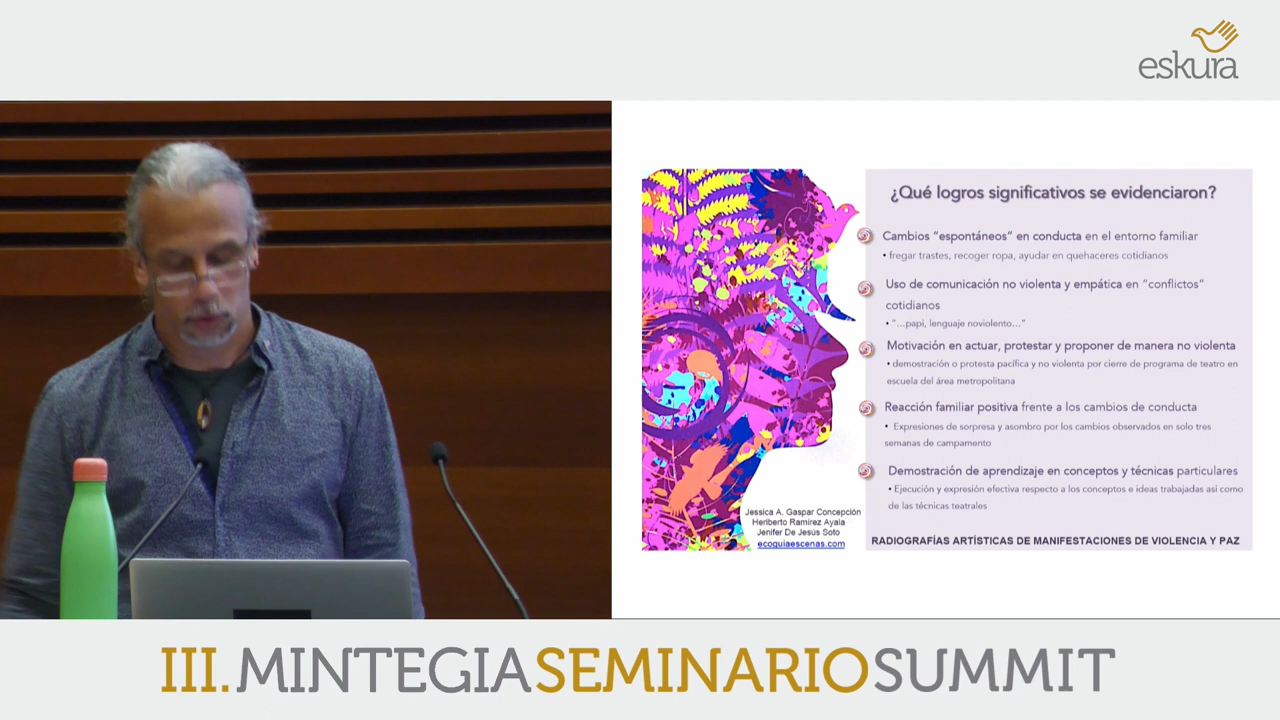 eskura
¿Qué logros significativos se evidenciaron?
Cambios "espontáneos" en conducta en el entorno familiar
• fregar trastes, recoger ropa, ayudar en quehaceres cotidianos
Uso de comunicación no violenta y empática en "conflictos"
cotidianos
• "...papi, lenguaje noviolento..."
Motivación en actuar, protestar y proponer de manera no violenta
• demostración o protesta pacífica y no violenta por cierre de programa de teatro en
escuela del área metropolitana
Reacción familiar positiva frente a los cambios de conducta
• Expresiones de sorpresa y asombro por los cambios observados en solo tres
semanas de campamento
Demostración de aprendizaje en conceptos y técnicas particulares
• Ejecución y expresión efectiva respecto a los conceptos e ideas trabajadas así como
de las técnicas teatrales
Jessica A. Gaspar Concepción
Heriberto Ramírez Ayala
Jenifer De Jesús Soto
ecoguiaescenas.com
RADIOGRAFÍAS ARTÍSTICAS DE MANIFESTACIONES DE VIOLENCIA Y PAZ
III.MINTEGIASEMINARIOSUMMIT